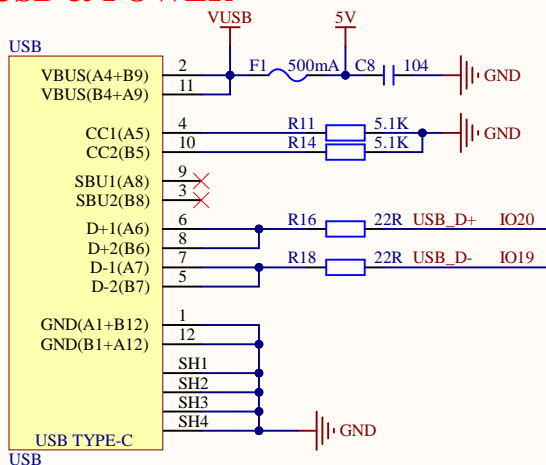 USB & POWER
VUSB 5V
USB
VBUS(A4+B9) 2 F1 500mA C8 104 GND
VBUS(B4+A9) 11
CC1(A5) 4 R11 5.1K GND
CC2(B5) 10 R14 5.1K
SBU1(A8) 9
SBU2(B8) 3
D+1(A6) 6 R16 22R USB_D+ IO20
D+2(B6) 8
D-1(A7) 7 R18 22R USB_D- IO19
D-2(B7) 5
GND(A1+B12) 1
GND(B1+A12) 12
SH1
SH2
SH3
SH4 GND
USB TYPE-C
USB